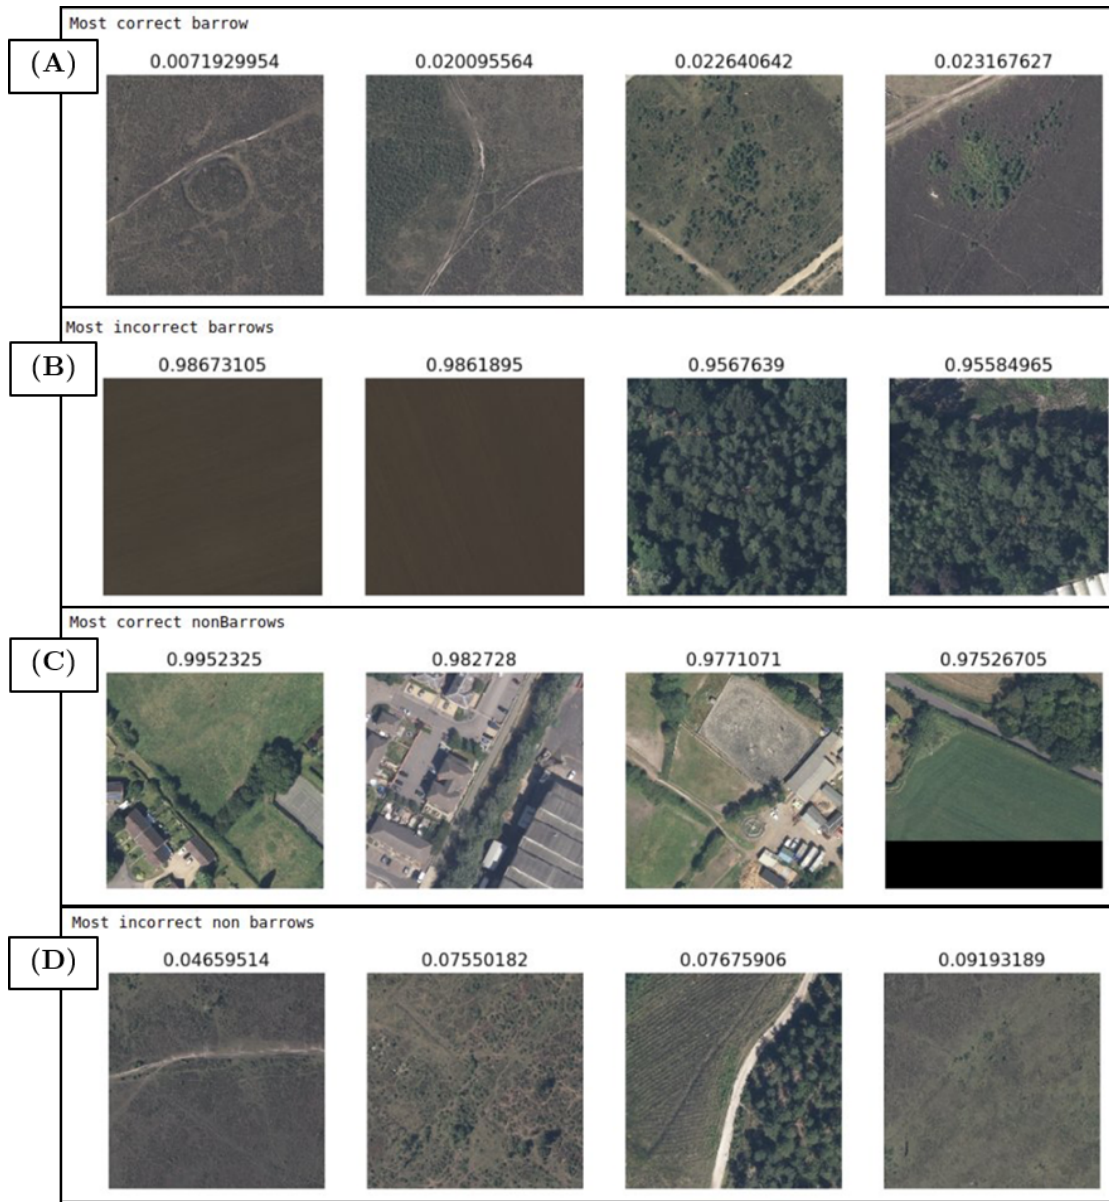 Most correct barrow
(A)
0.0071929954 0.020095564 0.022640642 0.023167627
Most incorrect barrows
(B)
0.98673105 0.9861895 0.9567639 0.95584965
Most correct nonBarrows
(C)
0.9952325 0.982728 0.9771071 0.97526705
Most incorrect non barrows
(D)
0.04659514 0.07550182 0.07675906 0.09193189